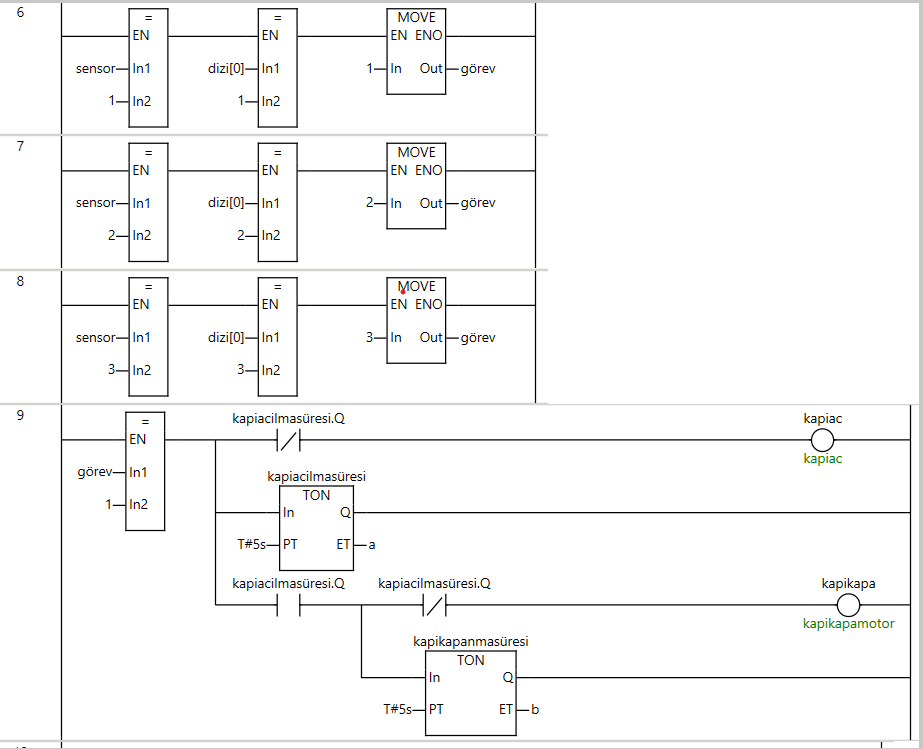 6
= = MOVE
EN EN EN ENO
sensor In1 dizi[0] In1 1 In Out görev
1 In2 1 In2
7
= = MOVE
EN EN EN ENO
sensor In1 dizi[0] In1 2 In Out görev
2 In2 2 In2
8
= = MOVE
EN EN EN ENO
sensor In1 dizi[0] In1 3 In Out görev
3 In2 3 In2
9
= kapiacilmasüresi.Q kapiac
EN
kapiac
görev In1 kapiacilmasüresi
TON
1 In2 In Q
T#5s PT ET a
kapiacilmasüresi.Q kapiacilmasüresi.Q kapikapa
kapikapamotor
kapikapanmasüresi
TON
In Q
T#5s PT ET b